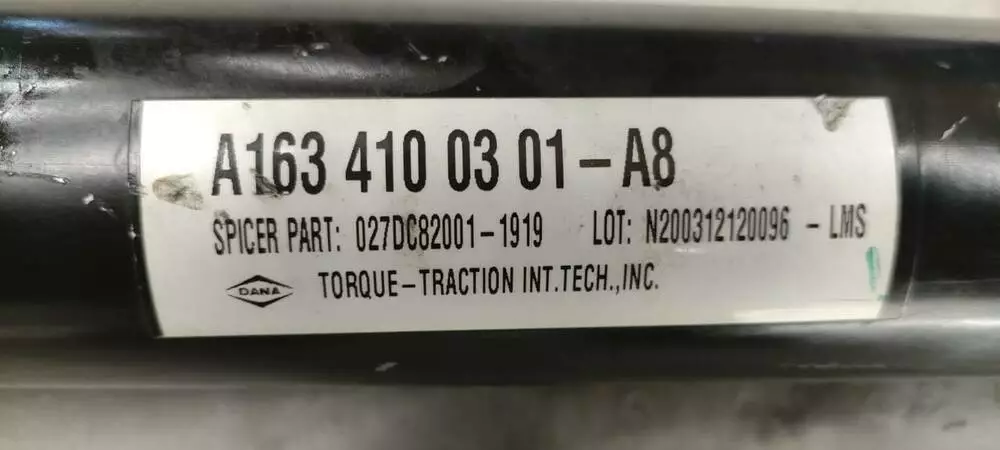 A163 410 03 01-A8
SPICER PART: 027DC82001-1919 LOT: N200312120096 - LMS
DANA TORQUE-TRACTION INT.TECH.,INC.